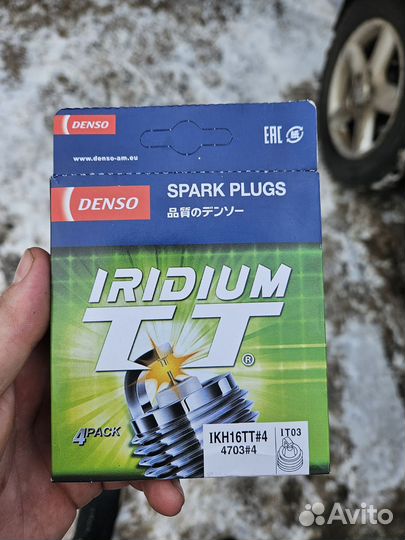 DENSO
EAC
www.denso-am.eu
DENSO
SPARK PLUGS
品質のデンソー
IRIDIUM
TT®
4PACK
IKH16TT#4
4703#4
IT03
Avito